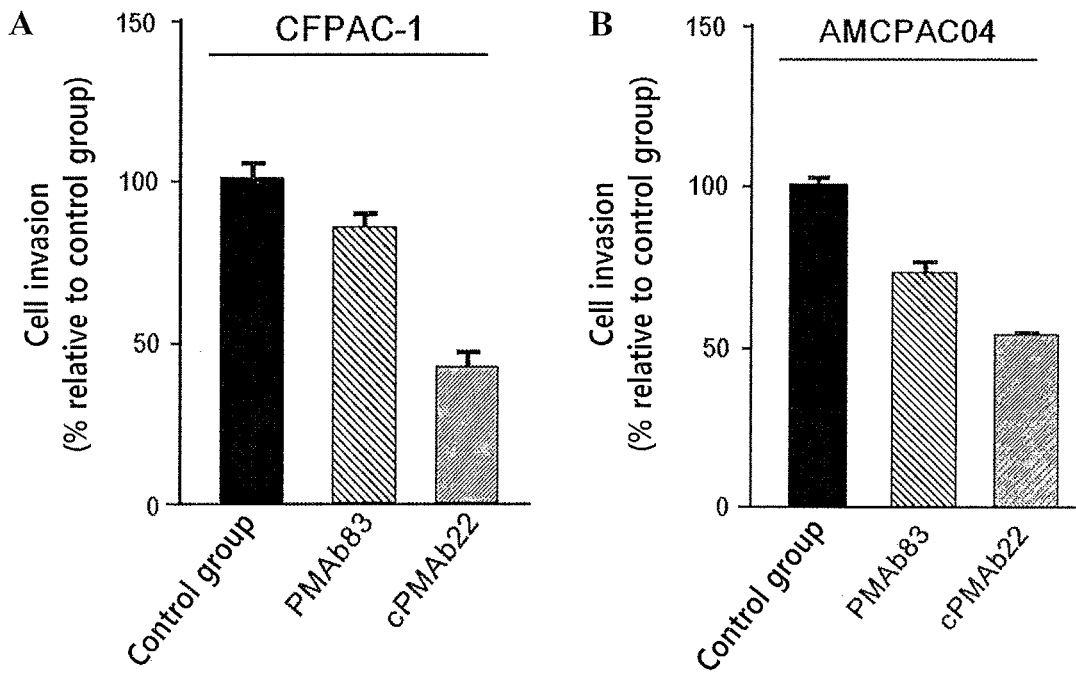 A
CFPAC-1
Cell invasion
(% relative to control group)
150
100
50
0
Control group
PMAb83
cPMAb22
B
AMCPAC04
Cell invasion
(% relative to control group)
150
100
50
0
Control group
PMAb83
cPMAb22